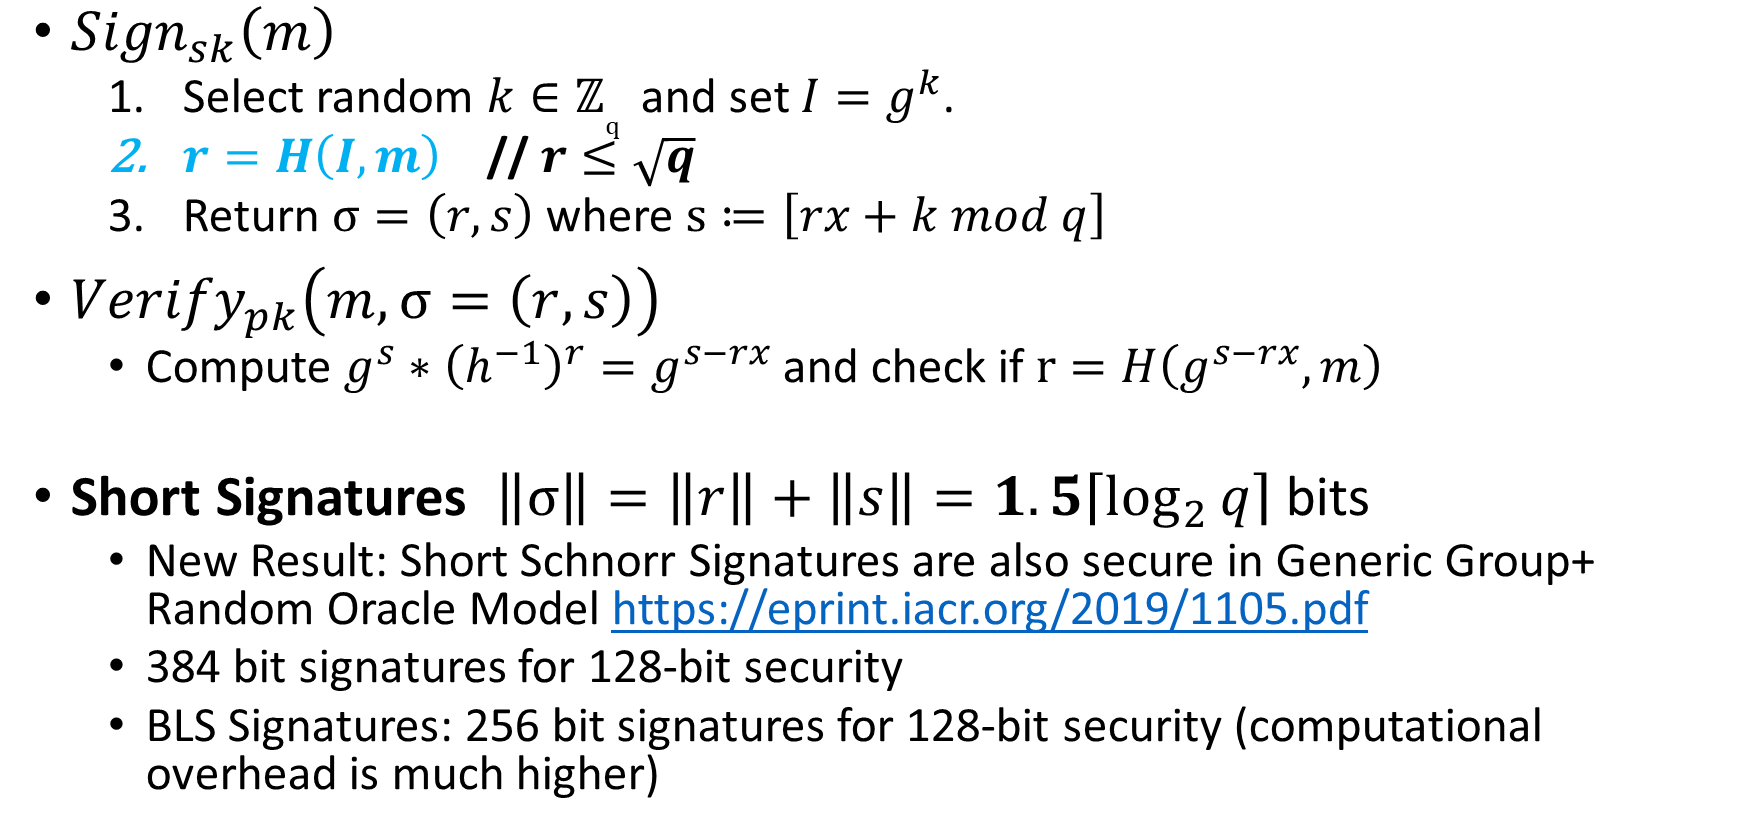 • Sign_sk(m)
1. Select random k ∈ ℤ_q and set I = g^k.
2. r = H(I, m) // r ≤ √q
3. Return σ = (r, s) where s ≔ [rx + k mod q]
• Verify_pk(m, σ = (r, s))
• Compute g^s ∗ (h^−1)^r = g^s−rx and check if r = H(g^s−rx, m)
• Short Signatures ‖σ‖ = ‖r‖ + ‖s‖ = 1.5⌈log₂ q⌉ bits
• New Result: Short Schnorr Signatures are also secure in Generic Group+
Random Oracle Model https://eprint.iacr.org/2019/1105.pdf
• 384 bit signatures for 128-bit security
• BLS Signatures: 256 bit signatures for 128-bit security (computational
overhead is much higher)